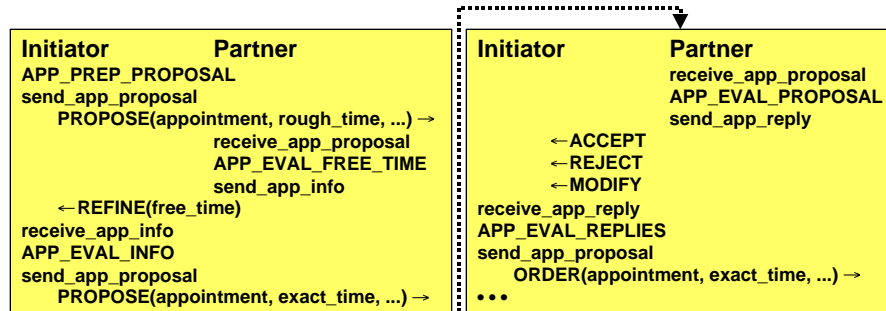 Initiator Partner
APP_PREP_PROPOSAL
send_app_proposal
PROPOSE(appointment, rough_time, ...) →
receive_app_proposal
APP_EVAL_FREE_TIME
send_app_info
←REFINE(free_time)
receive_app_info
APP_EVAL_INFO
send_app_proposal
PROPOSE(appointment, exact_time, ...) →
Initiator Partner
receive_app_proposal
APP_EVAL_PROPOSAL
send_app_reply
←ACCEPT
←REJECT
←MODIFY
receive_app_reply
APP_EVAL_REPLIES
send_app_proposal
ORDER(appointment, exact_time, ...) →
•••